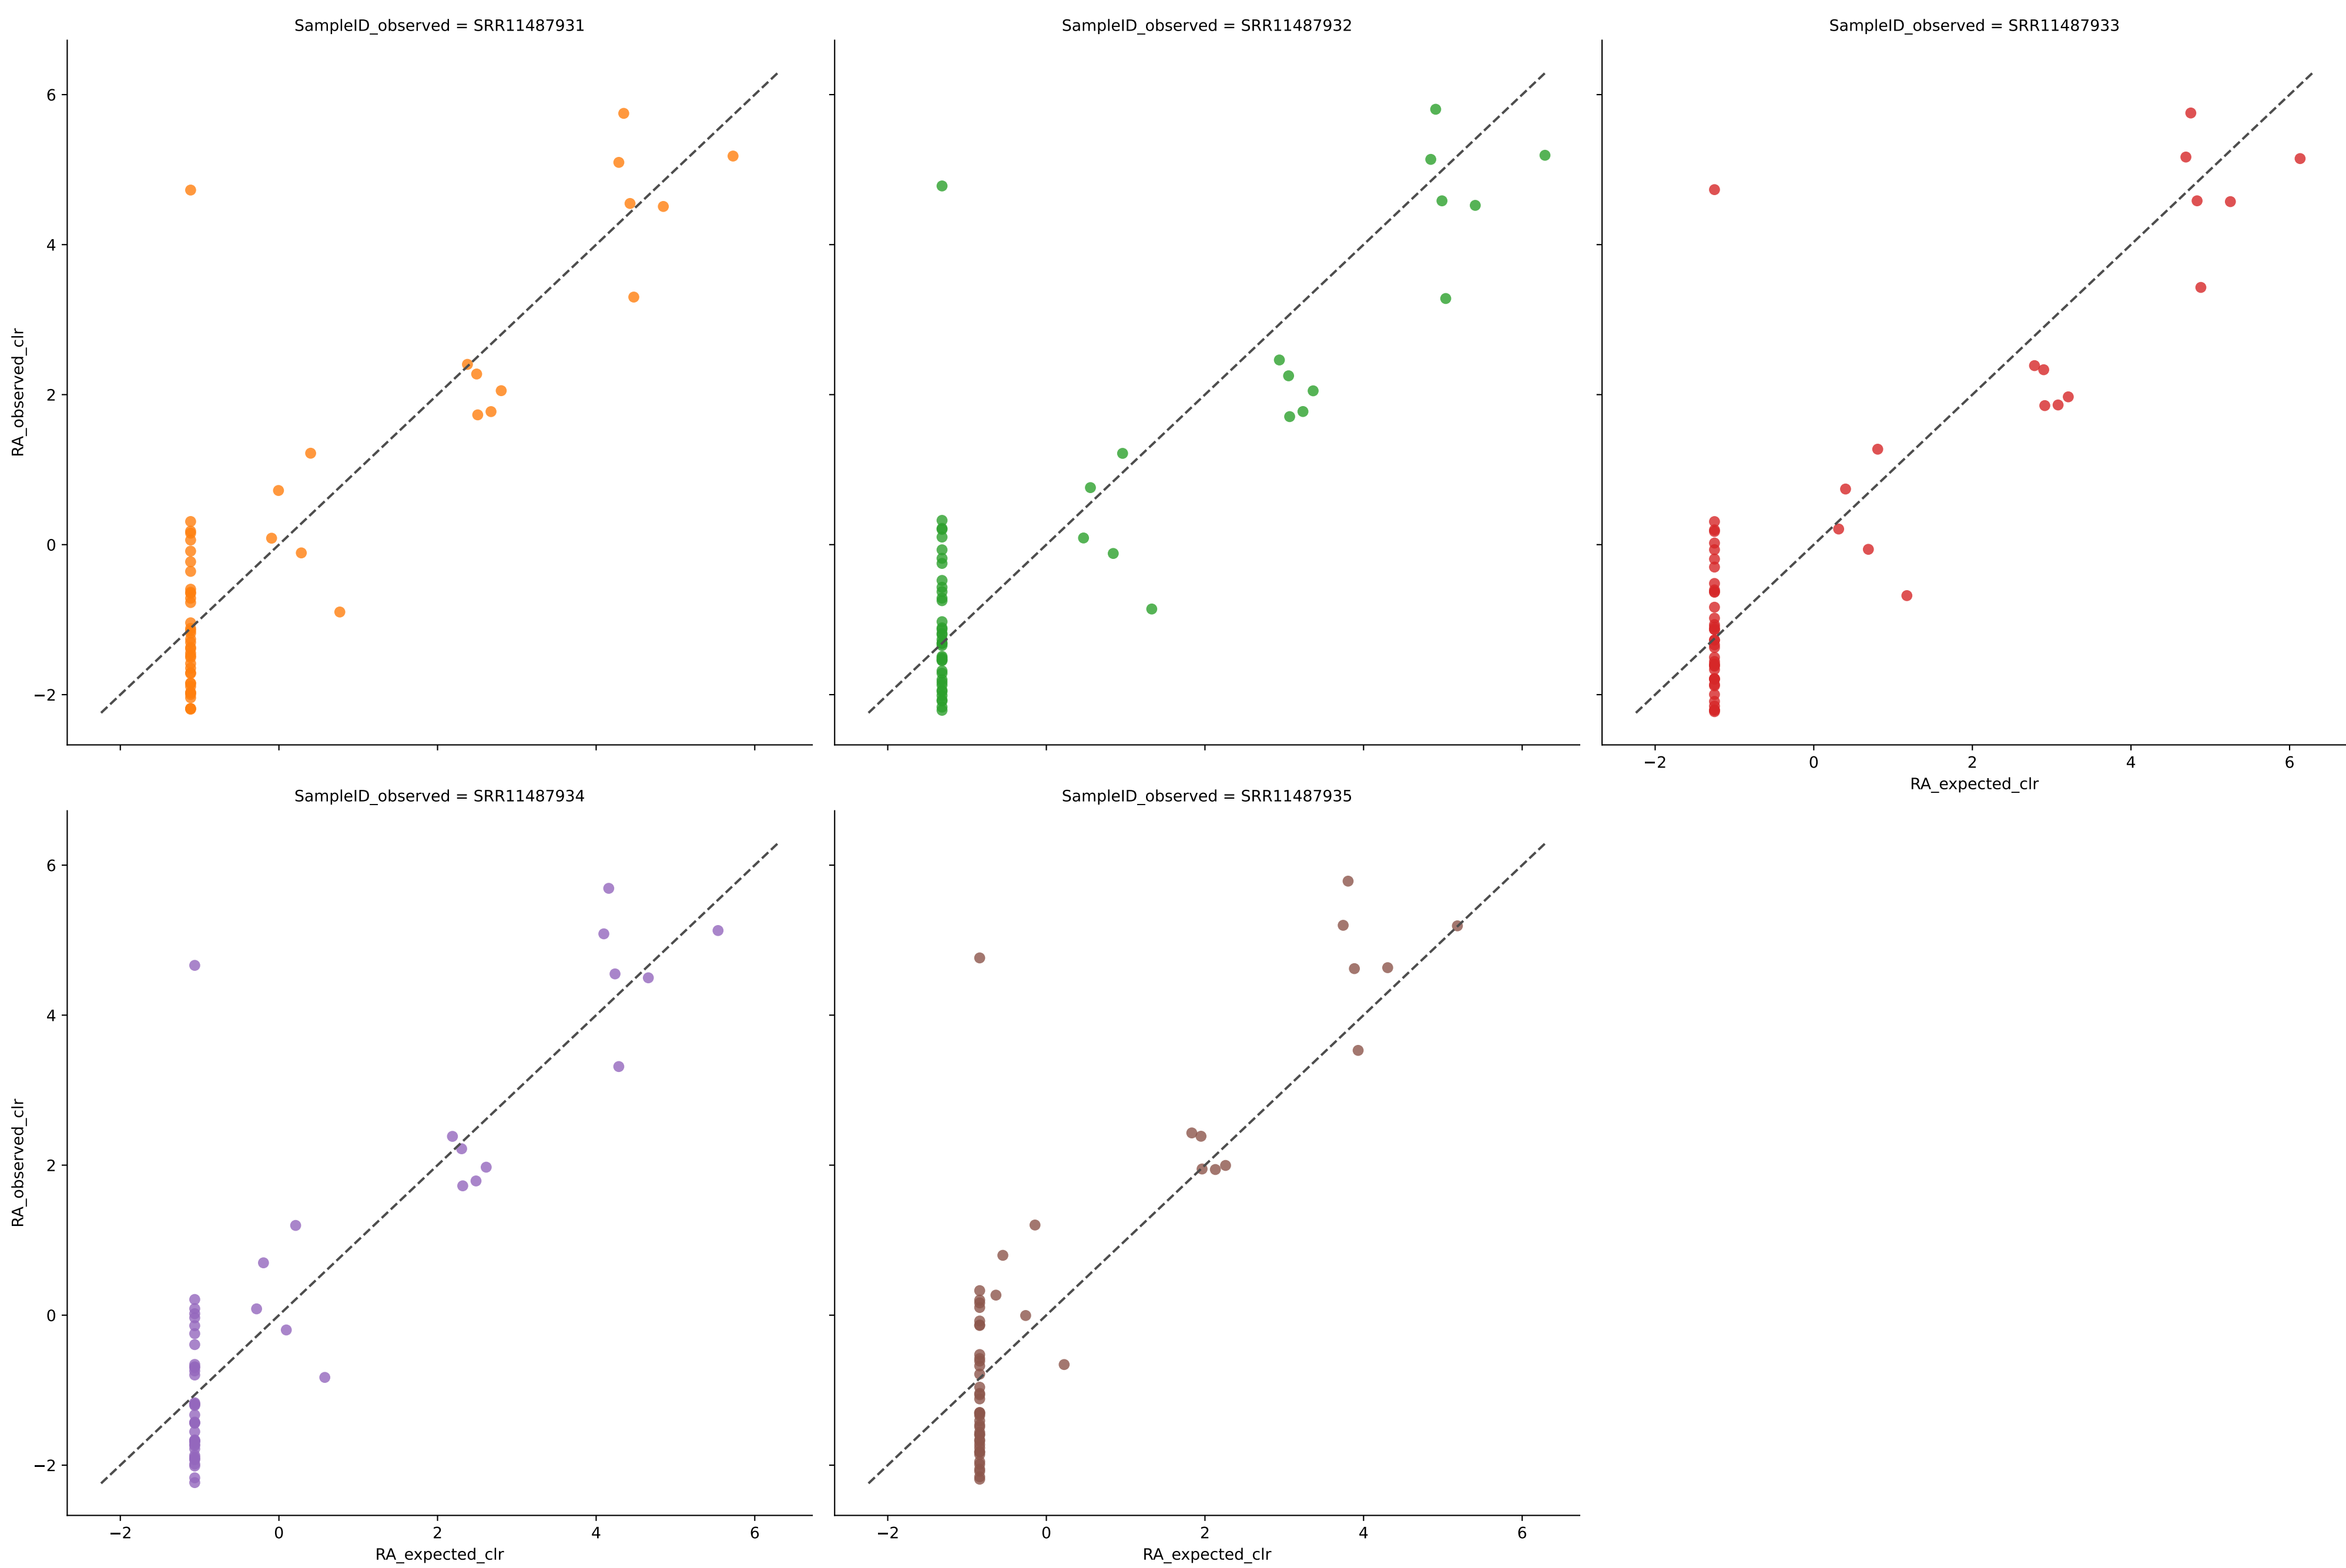 SampleID_observed = SRR11487931
SampleID_observed = SRR11487932
SampleID_observed = SRR11487933
6
4
2
0
−2
RA_observed_clr
−2 0 2 4 6
RA_expected_clr
SampleID_observed = SRR11487934
SampleID_observed = SRR11487935
6
4
2
0
−2
RA_observed_clr
−2 0 2 4 6
RA_expected_clr
−2 0 2 4 6
RA_expected_clr